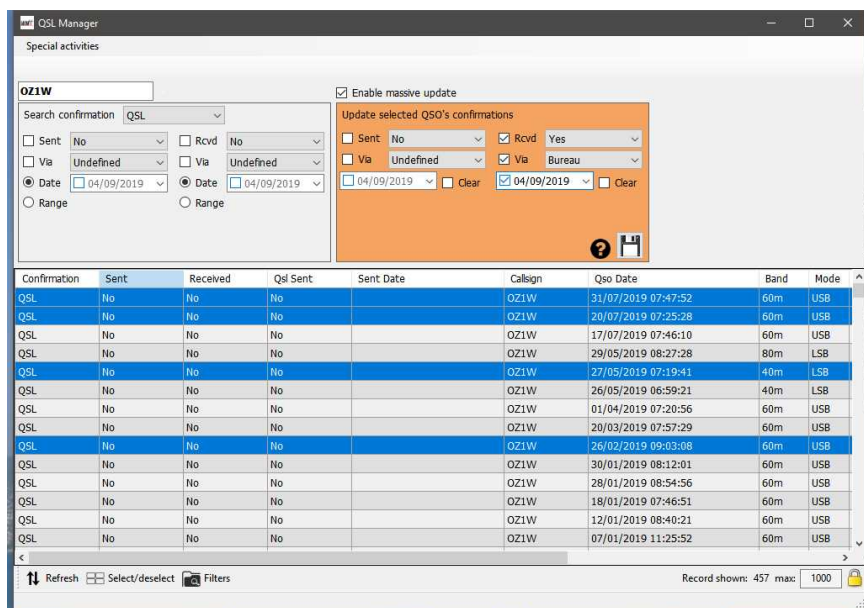 QSL Manager
Special activities
OZ1W
Enable massive update
Search confirmation QSL
Update selected QSO's confirmations
Sent No Rcvd No Sent No Rcvd Yes
Via Undefined Via Undefined Via Undefined Via Bureau
Date 04/09/2019 Date 04/09/2019 04/09/2019 Clear 04/09/2019 Clear
Range Range
?
Confirmation Sent Received Qsl Sent Sent Date Callsign Qso Date Band Mode
QSL No No No OZ1W 31/07/2019 07:47:52 60m USB
QSL No No No OZ1W 20/07/2019 07:25:28 60m USB
QSL No No No OZ1W 17/07/2019 07:46:10 60m USB
QSL No No No OZ1W 29/05/2019 08:27:28 80m LSB
QSL No No No OZ1W 27/05/2019 07:19:41 40m LSB
QSL No No No OZ1W 26/05/2019 06:59:21 40m LSB
QSL No No No OZ1W 01/04/2019 07:20:56 60m USB
QSL No No No OZ1W 20/03/2019 07:57:29 60m USB
QSL No No No OZ1W 26/02/2019 09:03:08 60m USB
QSL No No No OZ1W 30/01/2019 08:12:01 60m USB
QSL No No No OZ1W 28/01/2019 08:54:56 60m USB
QSL No No No OZ1W 18/01/2019 07:46:51 60m USB
QSL No No No OZ1W 12/01/2019 08:40:21 60m USB
QSL No No No OZ1W 07/01/2019 11:25:52 60m USB
Refresh Select/deselect Filters Record shown: 457 max: 1000